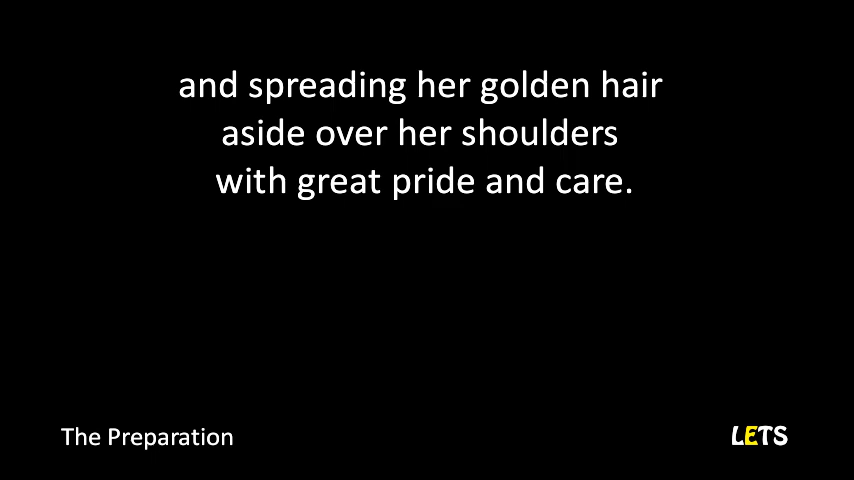 and spreading her golden hair
aside over her shoulders
with great pride and care.
The Preparation
LETS